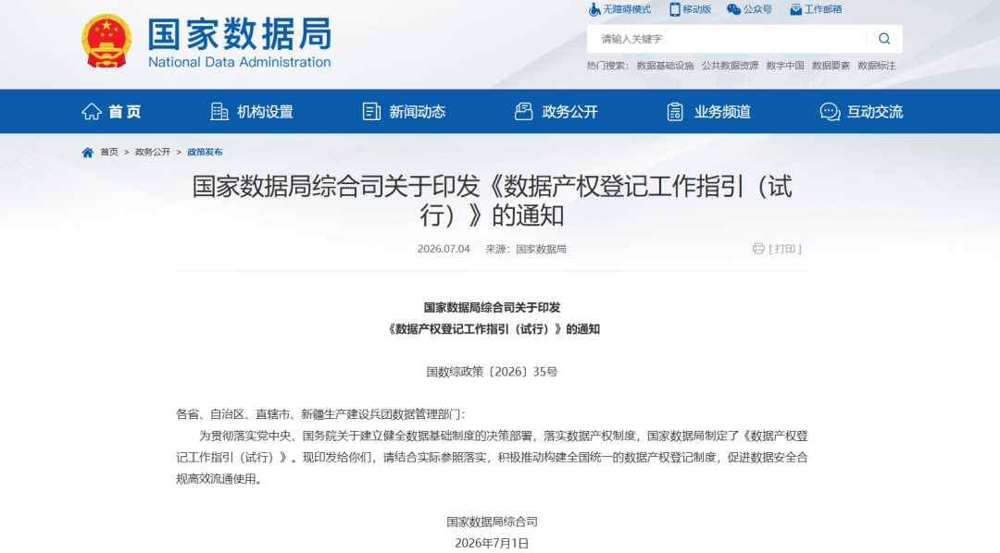 国家数据局
National Data Administration
无障碍模式 移动版 公众号 工作邮箱
请输入关键字
热门搜索: 数据基础设施 公共数据资源 数字中国 数据要素 数据标注
首页 机构设置 新闻动态 政务公开 业务频道 互动交流
首页 > 政务公开 > 政策发布
国家数据局综合司关于印发《数据产权登记工作指引（试
行）》的通知
2026.07.04 来源：国家数据局
[ 打印 ]
国家数据局综合司关于印发
《数据产权登记工作指引（试行）》的通知
国数综政策〔2026〕35号
各省、自治区、直辖市、新疆生产建设兵团数据管理部门：
为贯彻落实党中央、国务院关于建立健全数据基础制度的决策部署，落实数据产权制度，国家数据局制定了《数据产权登
记工作指引（试行）》。现印发给你们，请结合实际参照落实，积极推动构建全国统一的数据产权登记制度，促进数据安全合
规高效流通使用。
国家数据局综合司
2026年7月1日